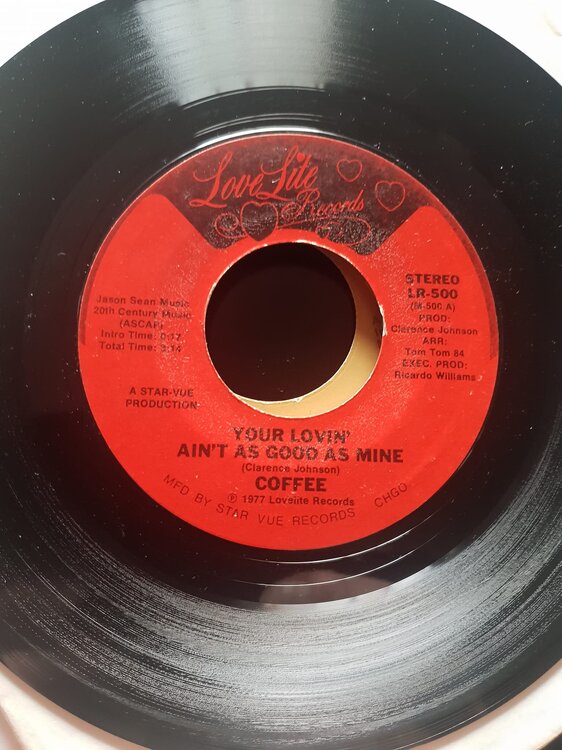 Love Lite
Records
STEREO
LR-500
(M-500 A)
PROD:
Clarence Johnson
ARR:
Tom Tom 84
EXEC. PROD:
Ricardo Williams
Jason Sean Music
20th Century Music
(ASCAP)
Intro Time: 0:17
Total Time: 3:14
A STAR-VUE
PRODUCTION
YOUR LOVIN'
AIN'T AS GOOD AS MINE
(Clarence Johnson)
COFFEE
℗ 1977 Lovelite Records
MFD BY STAR VUE RECORDS CHGO